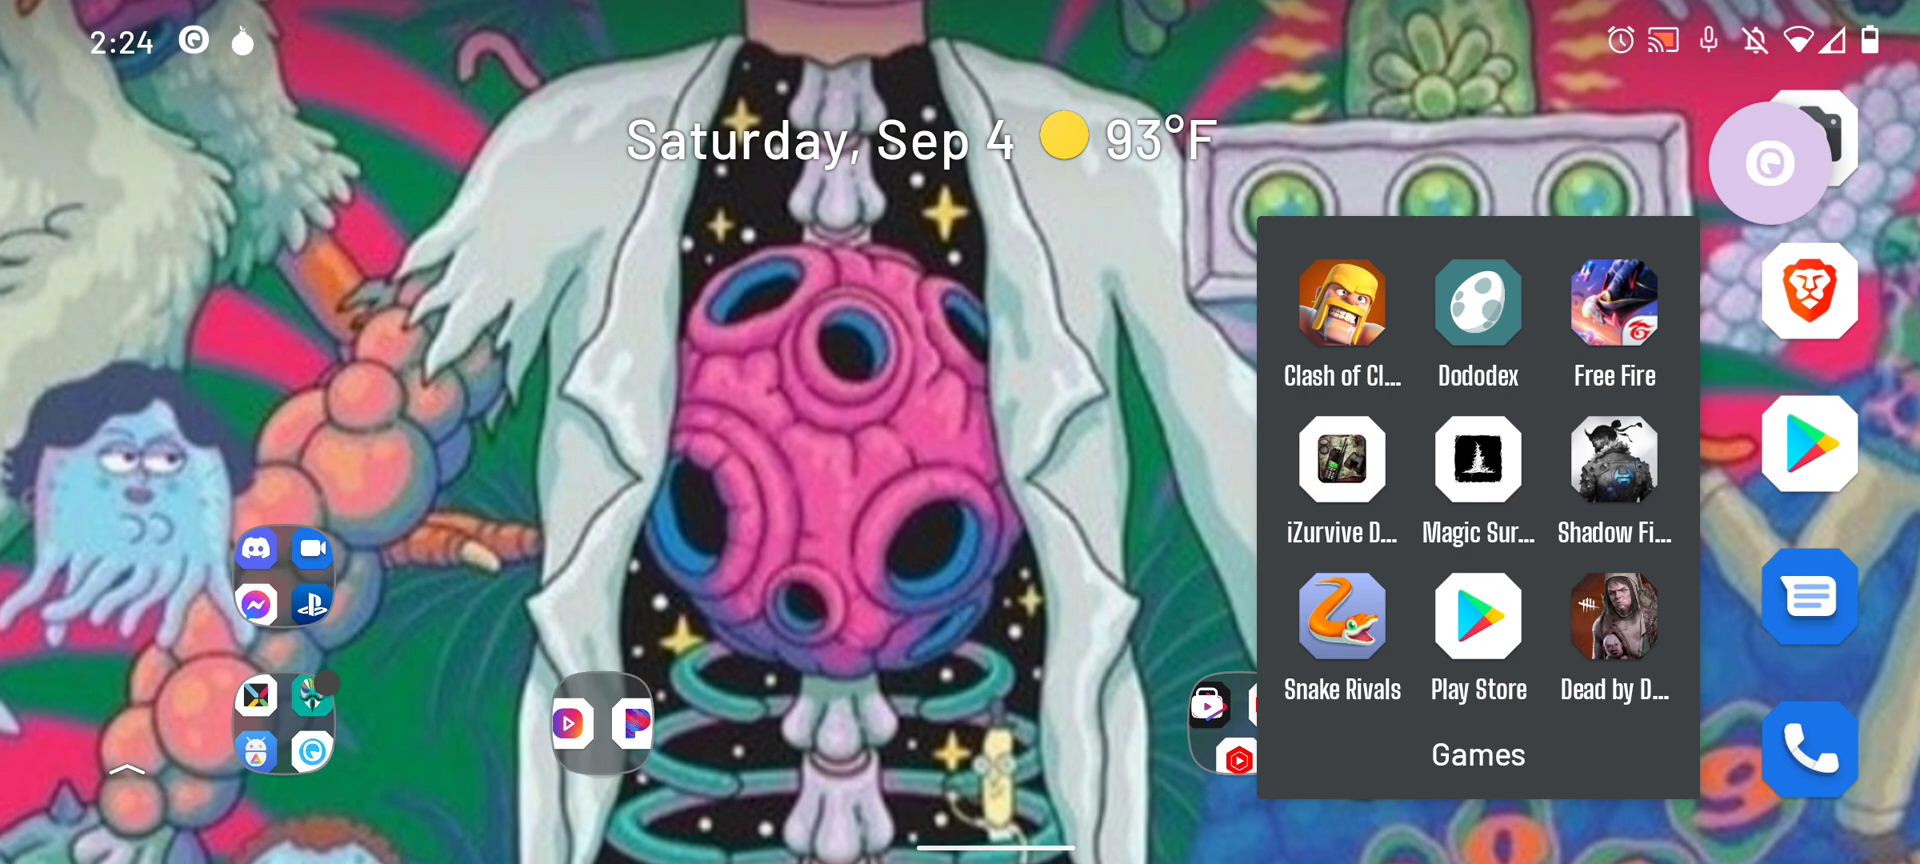 2:24
Saturday, Sep 4 93°F
Clash of Cl...
Dododex
Free Fire
iZurvive D...
Magic Sur...
Shadow Fi...
Snake Rivals
Play Store
Dead by D...
Games